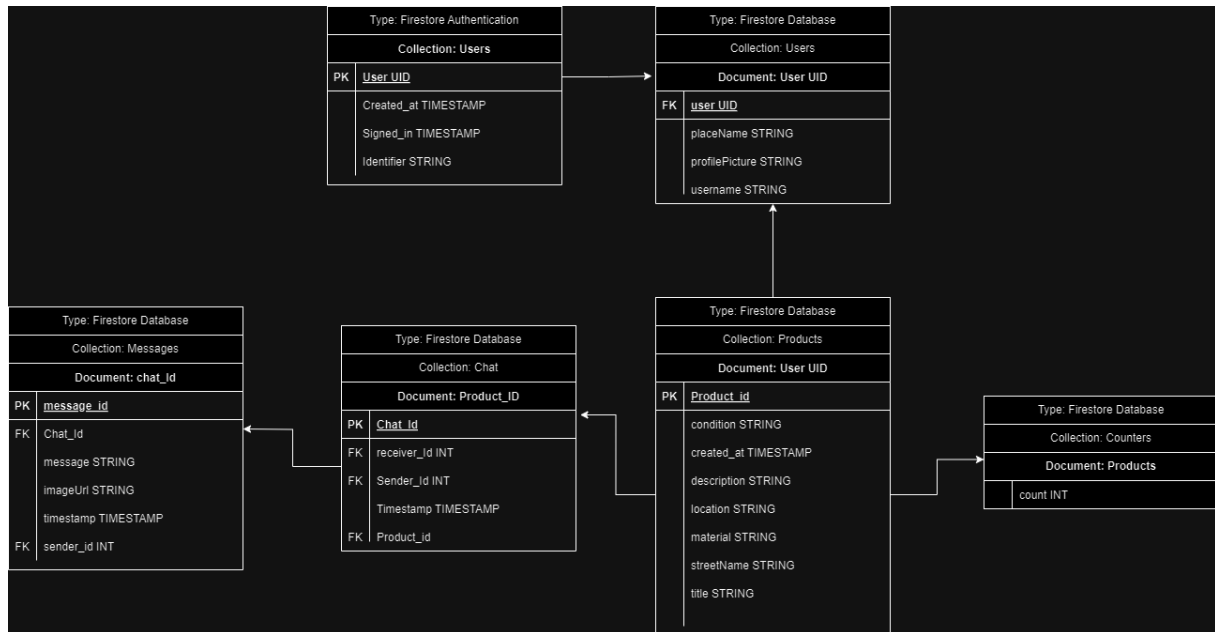 Type: Firestore Authentication
Collection: Users
PK User UID
Created_at TIMESTAMP
Signed_in TIMESTAMP
Identifier STRING
Type: Firestore Database
Collection: Users
Document: User UID
FK user UID
placeName STRING
profilePicture STRING
username STRING
Type: Firestore Database
Collection: Messages
Document: chat_Id
PK message_id
FK Chat_Id
message STRING
imageUrl STRING
timestamp TIMESTAMP
FK sender_id INT
Type: Firestore Database
Collection: Chat
Document: Product_ID
PK Chat_Id
FK receiver_Id INT
FK Sender_Id INT
Timestamp TIMESTAMP
FK Product_id
Type: Firestore Database
Collection: Products
Document: User UID
PK Product_id
condition STRING
created_at TIMESTAMP
description STRING
location STRING
material STRING
streetName STRING
title STRING
Type: Firestore Database
Collection: Counters
Document: Products
count INT